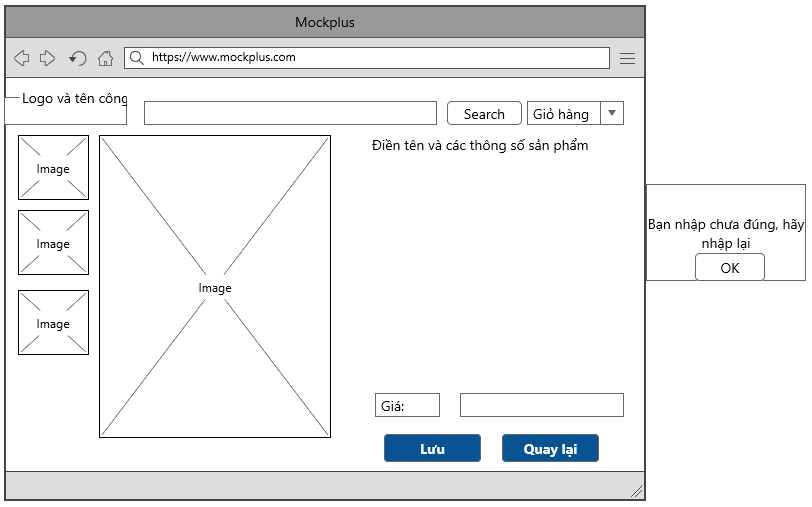 Mockplus
https://www.mockplus.com
Logo và tên công
Search
Giỏ hàng
Image
Image
Image
Image
Điền tên và các thông số sản phẩm
Giá:
Lưu
Quay lại
Bạn nhập chưa đúng, hãy
nhập lại
OK